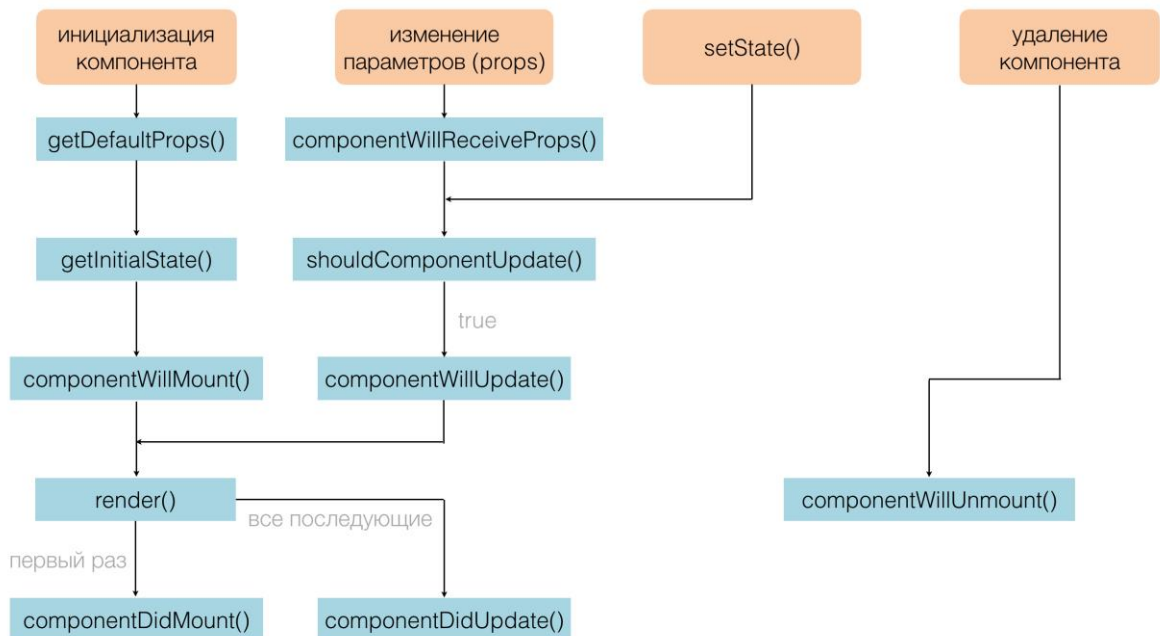 инициализация
компонента
изменение
параметров (props)
setState()
удаление
компонента
getDefaultProps()
componentWillReceiveProps()
getInitialState()
shouldComponentUpdate()
true
componentWillMount()
componentWillUpdate()
render()
все последующие
componentWillUnmount()
первый раз
componentDidMount()
componentDidUpdate()